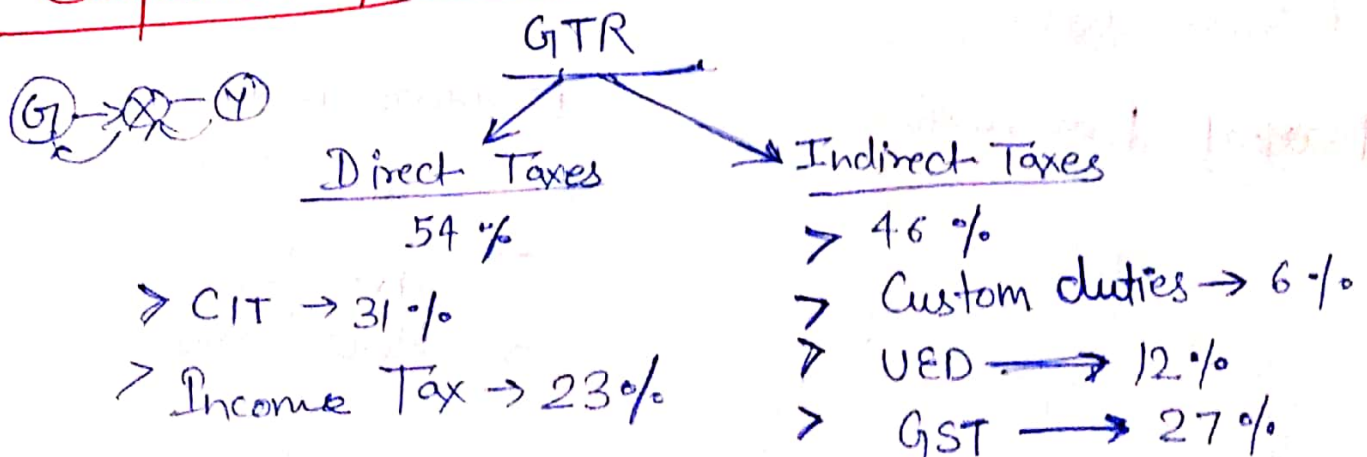 GTR
G → X — Y
Direct Taxes
54 %
> CIT → 31 %
> Income Tax → 23%
Indirect Taxes
> 46 %
> Custom duties → 6 %
> UED → 12%
> GST → 27 %